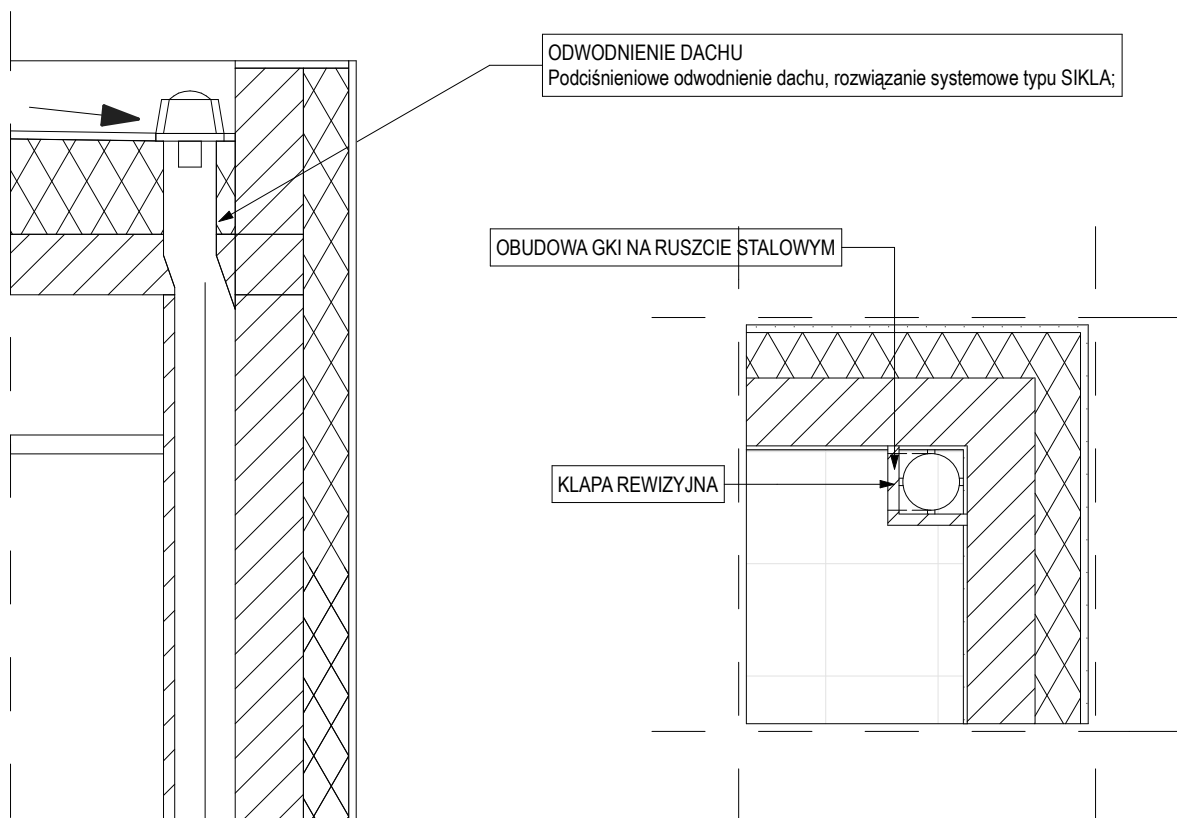 ODWODNIENIE DACHU
Podciśnieniowe odwodnienie dachu, rozwiązanie systemowe typu SIKLA;
OBUDOWA GKI NA RUSZCIE STALOWYM
KLAPA REWIZYJNA